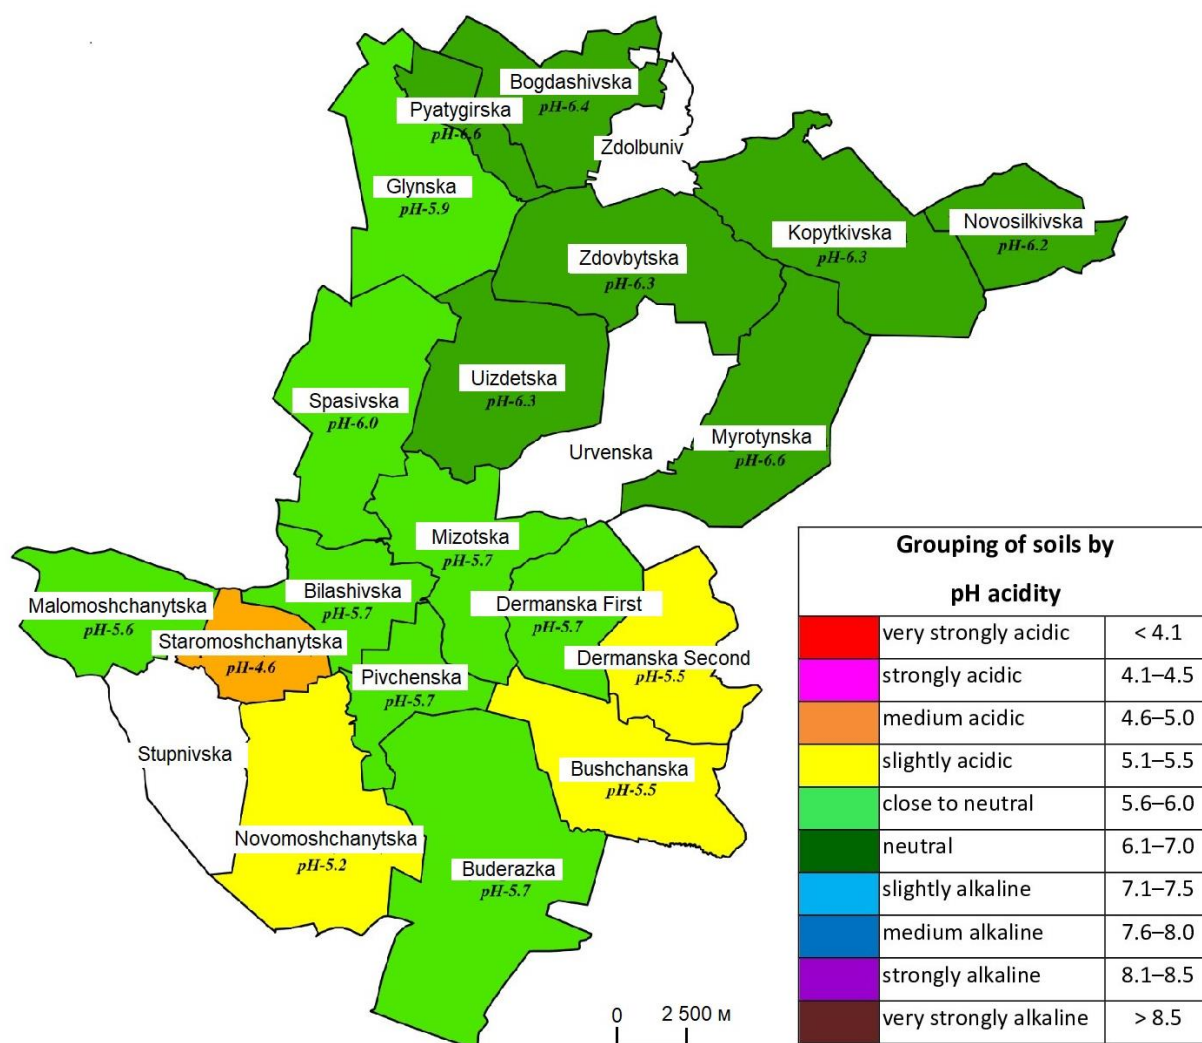 Bogdashivska
pH-6.4
Pyatygirska
pH-6.6
Zdolbuniv
Glynska
pH-5.9
Kopytkivska
pH-6.3
Novosilkivska
pH-6.2
Zdovbytska
pH-6.3
Uizdetska
pH-6.3
Spasivska
pH-6.0
Myrotynska
pH-6.6
Urvenska
Mizotska
pH-5.7
Bilashivska
pH-5.7
Malomoshchanytska
pH-5.6
Dermanska First
pH-5.7
Staromoshchanytska
pH-4.6
Dermanska Second
pH-5.5
Pivchenska
pH-5.7
Stupnivska
Bushchanska
pH-5.5
Novomoshchanytska
pH-5.2
Buderazka
pH-5.7
0 2 500 м
Grouping of soils by
pH acidity
very strongly acidic < 4.1
strongly acidic 4.1–4.5
medium acidic 4.6–5.0
slightly acidic 5.1–5.5
close to neutral 5.6–6.0
neutral 6.1–7.0
slightly alkaline 7.1–7.5
medium alkaline 7.6–8.0
strongly alkaline 8.1–8.5
very strongly alkaline > 8.5